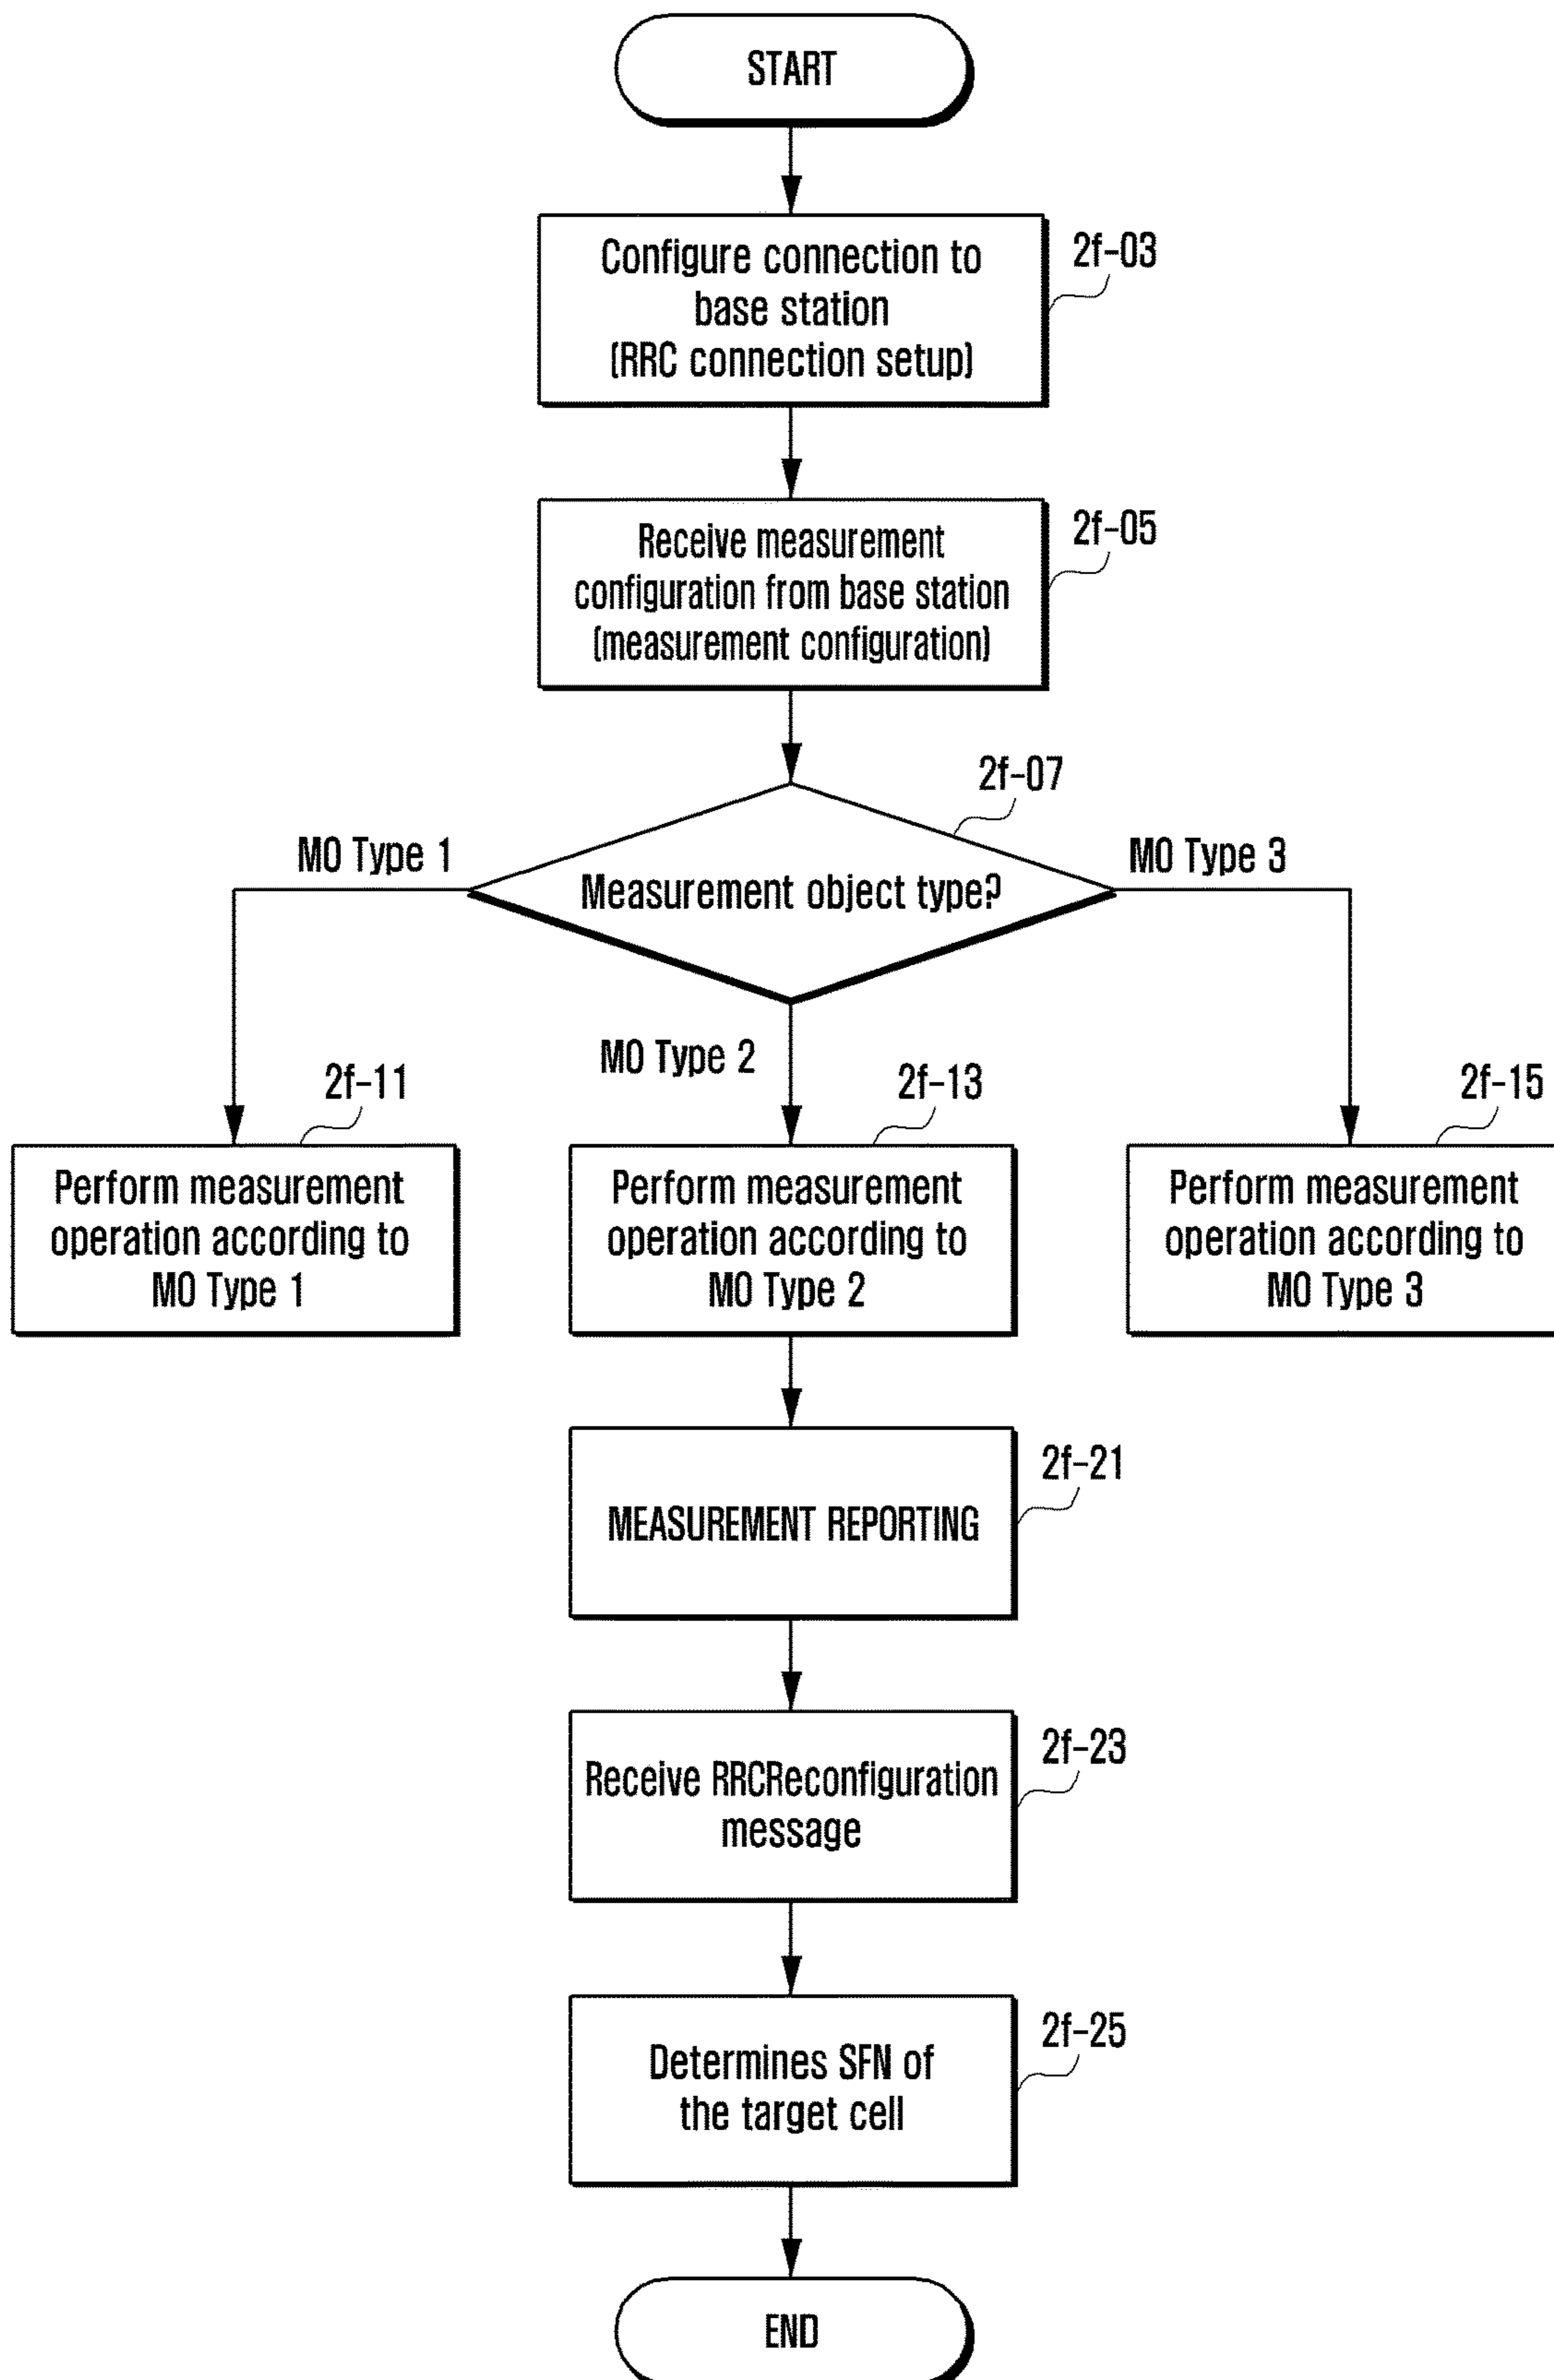 START
Configure connection to
base station
(RRC connection setup)
2f-03
Receive measurement
configuration from base station
(measurement configuration)
2f-05
2f-07
MO Type 1
Measurement object type?
MO Type 3
MO Type 2
2f-11
2f-13
2f-15
Perform measurement
operation according to
MO Type 1
Perform measurement
operation according to
MO Type 2
Perform measurement
operation according to
MO Type 3
MEASUREMENT REPORTING
2f-21
Receive RRCReconfiguration
message
2f-23
Determines SFN of
the target cell
2f-25
END